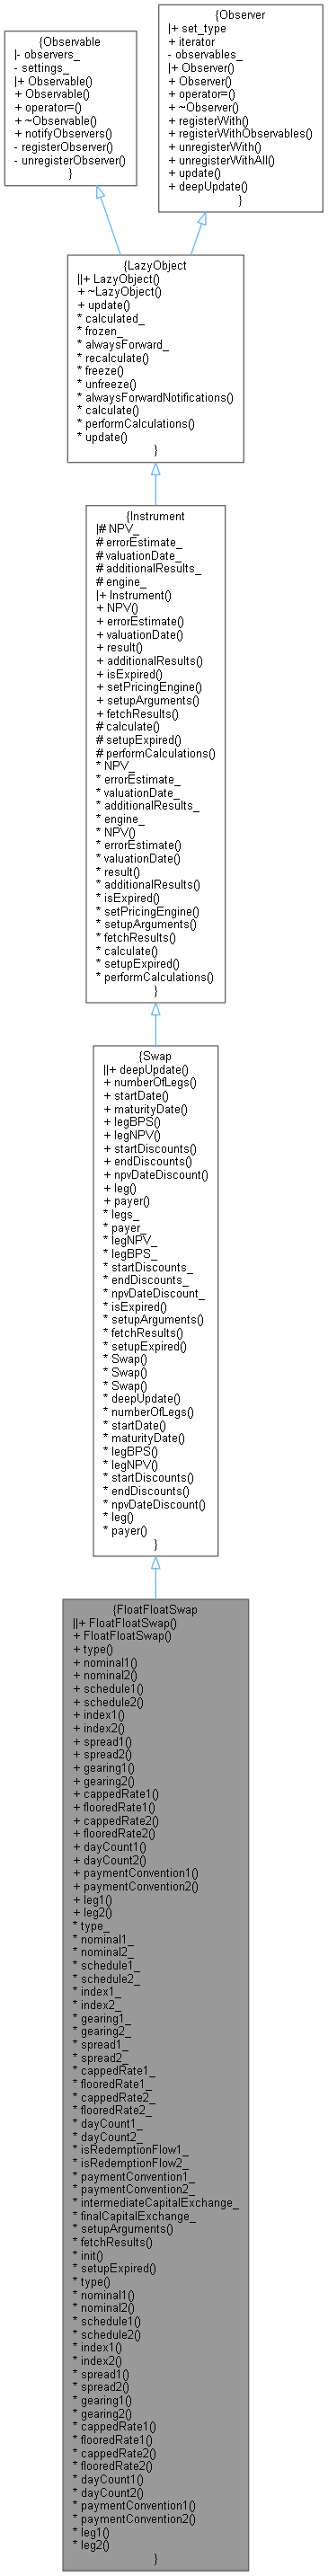 {Observable
|- observers_
- settings_
|+ Observable()
+ Observable()
+ operator=()
+ ~Observable()
+ notifyObservers()
- registerObserver()
- unregisterObserver()
}
{Observer
|+ set_type
+ iterator
- observables_
|+ Observer()
+ Observer()
+ operator=()
+ ~Observer()
+ registerWith()
+ registerWithObservables()
+ unregisterWith()
+ unregisterWithAll()
+ update()
+ deepUpdate()
}
{LazyObject
||+ LazyObject()
+ ~LazyObject()
+ update()
* calculated_
* frozen_
* alwaysForward_
* recalculate()
* freeze()
* unfreeze()
* alwaysForwardNotifications()
* calculate()
* performCalculations()
* update()
}
{Instrument
|# NPV_
# errorEstimate_
# valuationDate_
# additionalResults_
# engine_
|+ Instrument()
+ NPV()
+ errorEstimate()
+ valuationDate()
+ result()
+ additionalResults()
+ isExpired()
+ setPricingEngine()
+ setupArguments()
+ fetchResults()
# calculate()
# setupExpired()
# performCalculations()
* NPV_
* errorEstimate_
* valuationDate_
* additionalResults_
* engine_
* NPV()
* errorEstimate()
* valuationDate()
* result()
* additionalResults()
* isExpired()
* setPricingEngine()
* setupArguments()
* fetchResults()
* calculate()
* setupExpired()
* performCalculations()
}
{Swap
||+ deepUpdate()
+ numberOfLegs()
+ startDate()
+ maturityDate()
+ legBPS()
+ legNPV()
+ startDiscounts()
+ endDiscounts()
+ npvDateDiscount()
+ leg()
+ payer()
* legs_
* payer_
* legNPV_
* legBPS_
* startDiscounts_
* endDiscounts_
* npvDateDiscount_
* isExpired()
* setupArguments()
* fetchResults()
* setupExpired()
* Swap()
* Swap()
* Swap()
* deepUpdate()
* numberOfLegs()
* startDate()
* maturityDate()
* legBPS()
* legNPV()
* startDiscounts()
* endDiscounts()
* npvDateDiscount()
* leg()
* payer()
}
{FloatFloatSwap
||+ FloatFloatSwap()
+ FloatFloatSwap()
+ type()
+ nominal1()
+ nominal2()
+ schedule1()
+ schedule2()
+ index1()
+ index2()
+ spread1()
+ spread2()
+ gearing1()
+ gearing2()
+ cappedRate1()
+ flooredRate1()
+ cappedRate2()
+ flooredRate2()
+ dayCount1()
+ dayCount2()
+ paymentConvention1()
+ paymentConvention2()
+ leg1()
+ leg2()
* type_
* nominal1_
* nominal2_
* schedule1_
* schedule2_
* index1_
* index2_
* gearing1_
* gearing2_
* spread1_
* spread2_
* cappedRate1_
* flooredRate1_
* cappedRate2_
* flooredRate2_
* dayCount1_
* dayCount2_
* isRedemptionFlow1_
* isRedemptionFlow2_
* paymentConvention1_
* paymentConvention2_
* intermediateCapitalExchange_
* finalCapitalExchange_
* setupArguments()
* fetchResults()
* init()
* setupExpired()
* type()
* nominal1()
* nominal2()
* schedule1()
* schedule2()
* index1()
* index2()
* spread1()
* spread2()
* gearing1()
* gearing2()
* cappedRate1()
* flooredRate1()
* cappedRate2()
* flooredRate2()
* dayCount1()
* dayCount2()
* paymentConvention1()
* paymentConvention2()
* leg1()
* leg2()
}